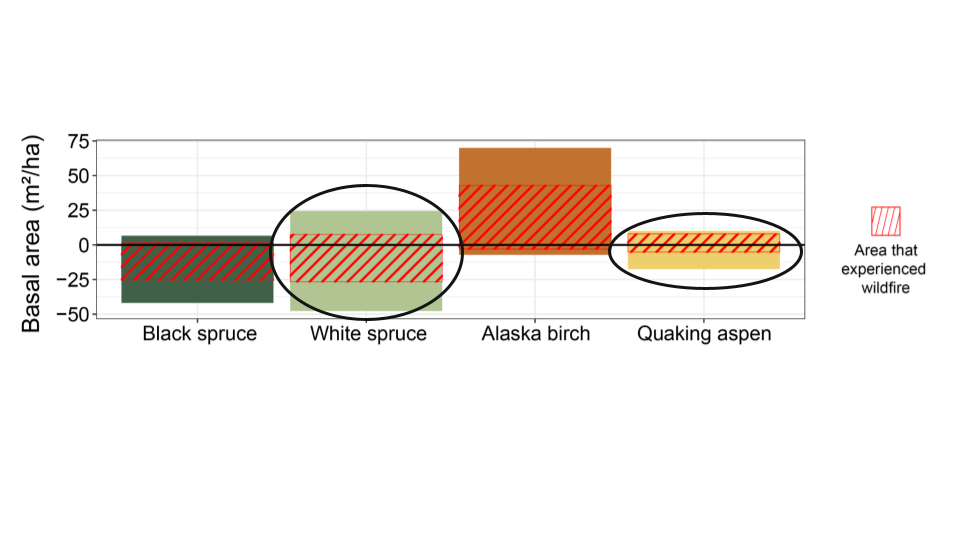 Basal area (m²/ha)
75
50
25
0
−25
−50
Black spruce
White spruce
Alaska birch
Quaking aspen
Area that
experienced
wildfire